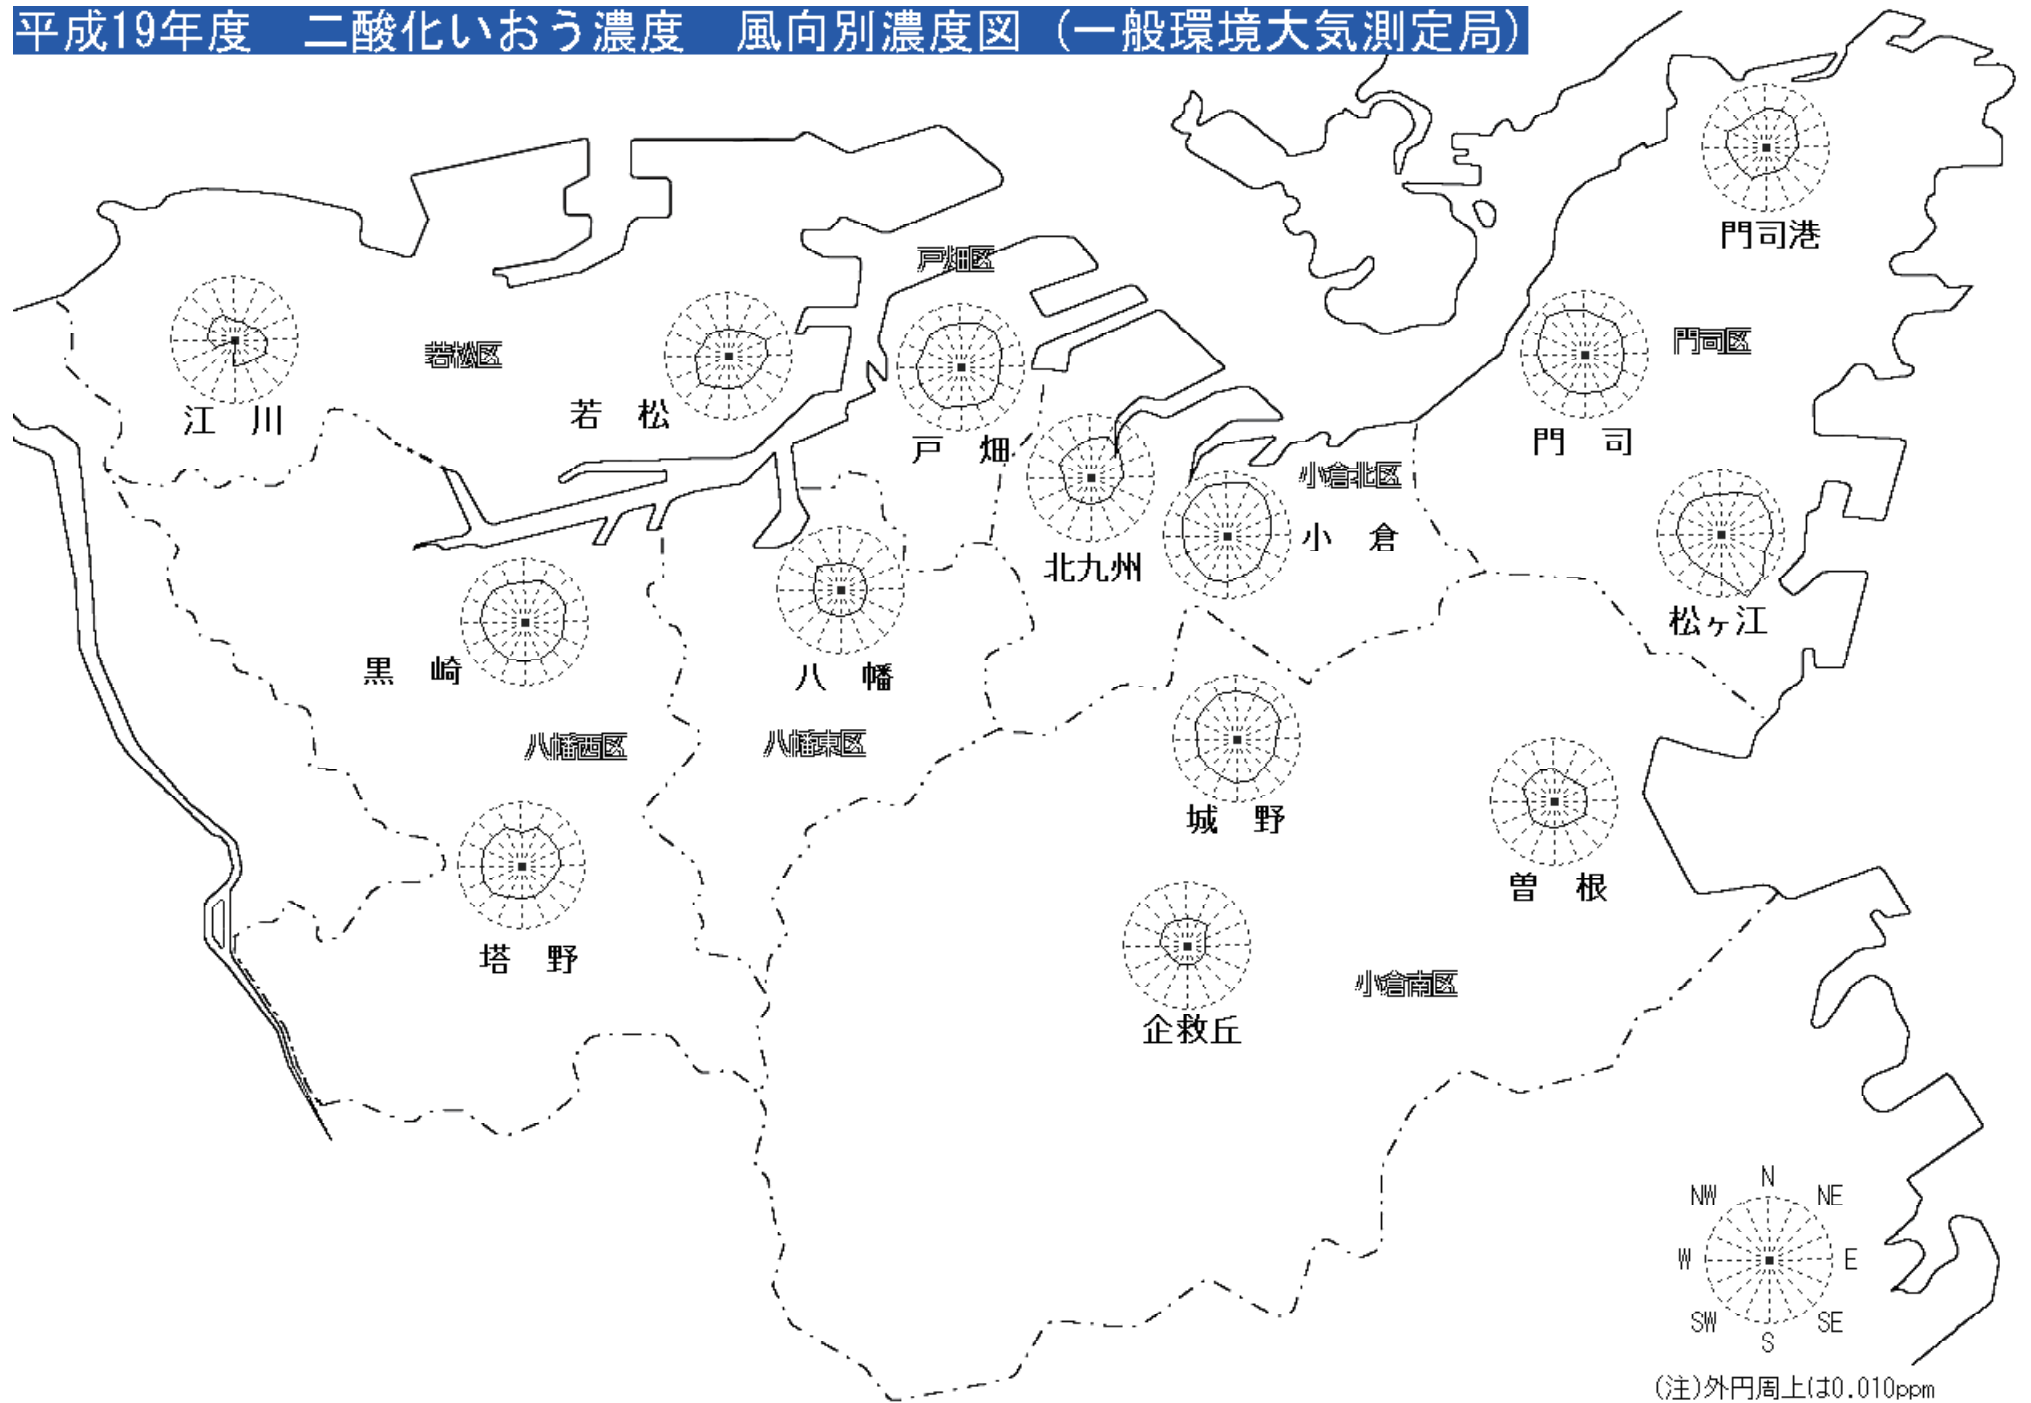 平成19年度　二酸化いおう濃度　風向別濃度図（一般環境大気測定局）
門司港
戸畑区
門司区
若松区
江川
若松
戸畑
門司
小倉北区
北九州
小倉
松ヶ江
黒崎
八幡
八幡西区
八幡東区
城野
曽根
塔野
小倉南区
企救丘
N
NW
NE
W
E
SW
SE
S
(注)外円周上は0.010ppm